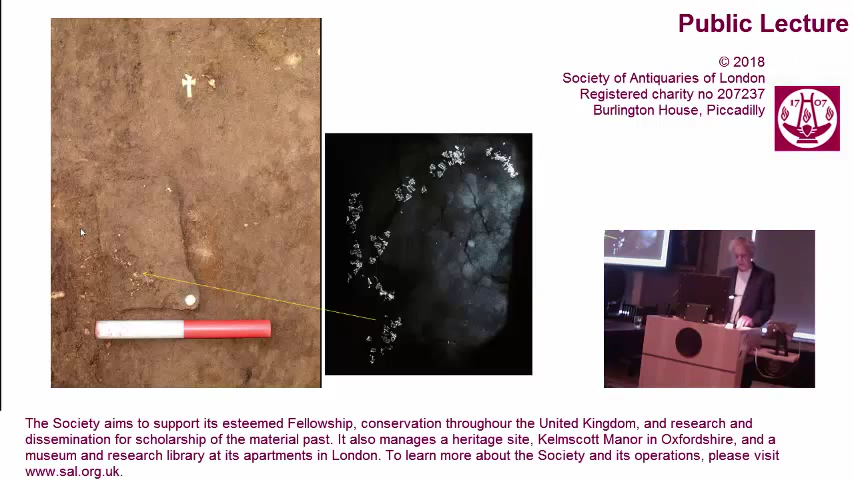 Public Lecture
© 2018
Society of Antiquaries of London
Registered charity no 207237
Burlington House, Piccadilly
17 07
The Society aims to support its esteemed Fellowship, conservation throughour the United Kingdom, and research and
dissemination for scholarship of the material past. It also manages a heritage site, Kelmscott Manor in Oxfordshire, and a
museum and research library at its apartments in London. To learn more about the Society and its operations, please visit
www.sal.org.uk.